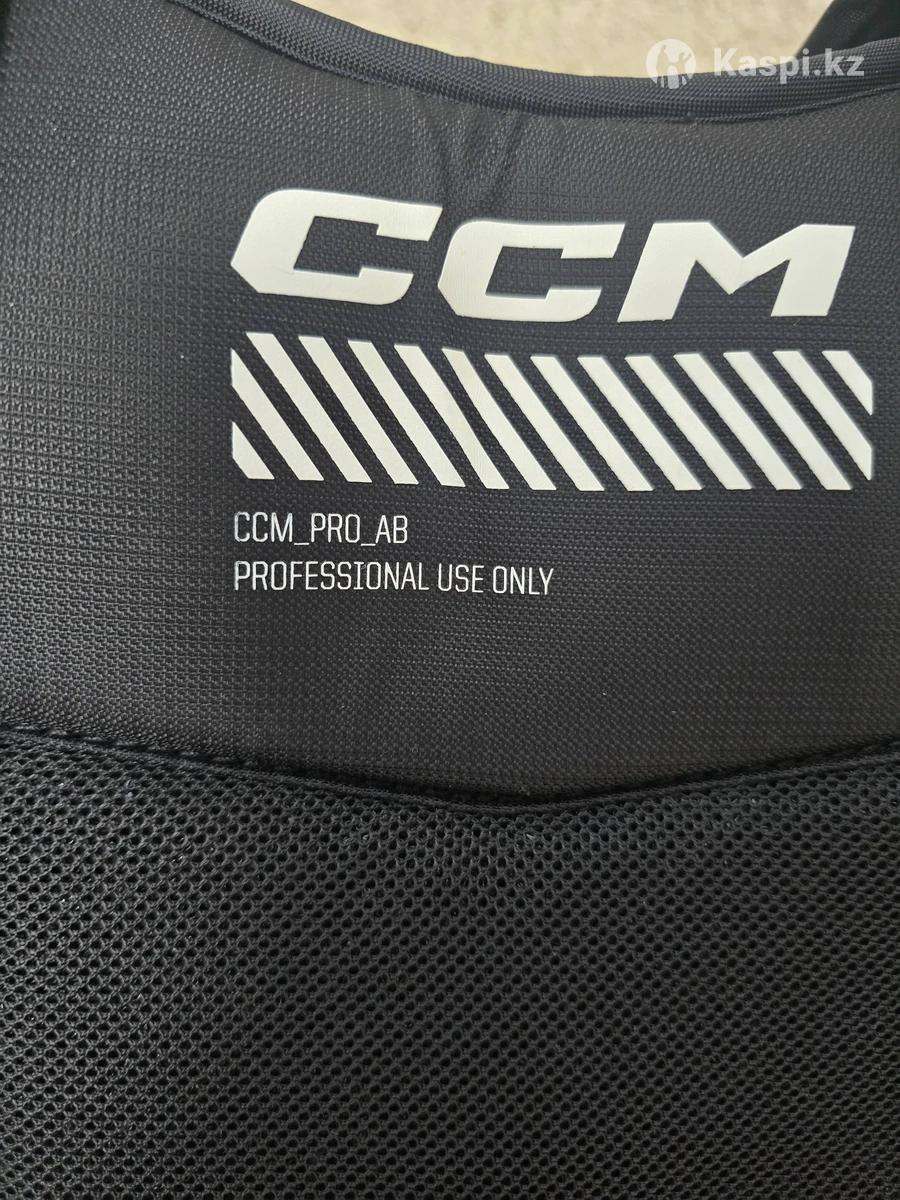 Kaspi.kz
CCM
CCM_PRO_AB
PROFESSIONAL USE ONLY